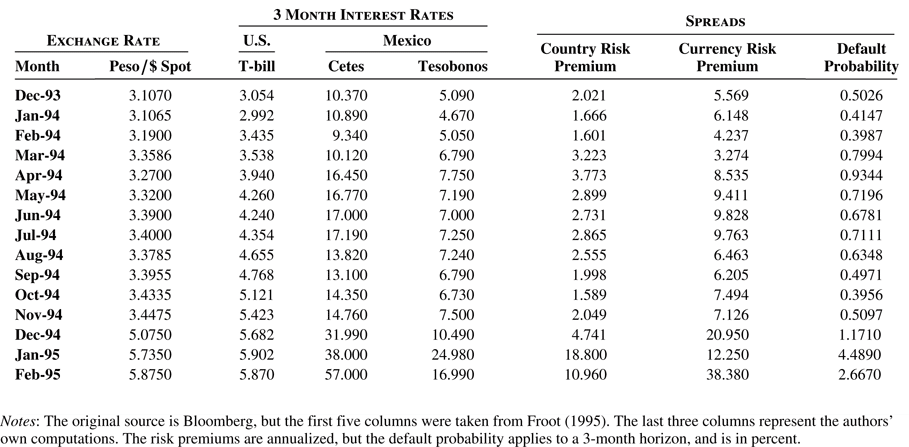 3 MONTH INTEREST RATES
SPREADS
EXCHANGE RATE U.S. Mexico
Country Risk Currency Risk Default
Month Peso/$ Spot T-bill Cetes Tesobonos Premium Premium Probability
Dec-93 3.1070 3.054 10.370 5.090 2.021 5.569 0.5026
Jan-94 3.1065 2.992 10.890 4.670 1.666 6.148 0.4147
Feb-94 3.1900 3.435 9.340 5.050 1.601 4.237 0.3987
Mar-94 3.3586 3.538 10.120 6.790 3.223 3.274 0.7994
Apr-94 3.2700 3.940 16.450 7.750 3.773 8.535 0.9344
May-94 3.3200 4.260 16.770 7.190 2.899 9.411 0.7196
Jun-94 3.3900 4.240 17.000 7.000 2.731 9.828 0.6781
Jul-94 3.4000 4.354 17.190 7.250 2.865 9.763 0.7111
Aug-94 3.3785 4.655 13.820 7.240 2.555 6.463 0.6348
Sep-94 3.3955 4.768 13.100 6.790 1.998 6.205 0.4971
Oct-94 3.4335 5.121 14.350 6.730 1.589 7.494 0.3956
Nov-94 3.4475 5.423 14.760 7.500 2.049 7.126 0.5097
Dec-94 5.0750 5.682 31.990 10.490 4.741 20.950 1.1710
Jan-95 5.7350 5.902 38.000 24.980 18.800 12.250 4.4890
Feb-95 5.8750 5.870 57.000 16.990 10.960 38.380 2.6670
Notes: The original source is Bloomberg, but the first five columns were taken from Froot (1995). The last three columns represent the authors'
own computations. The risk premiums are annualized, but the default probability applies to a 3-month horizon, and is in percent.